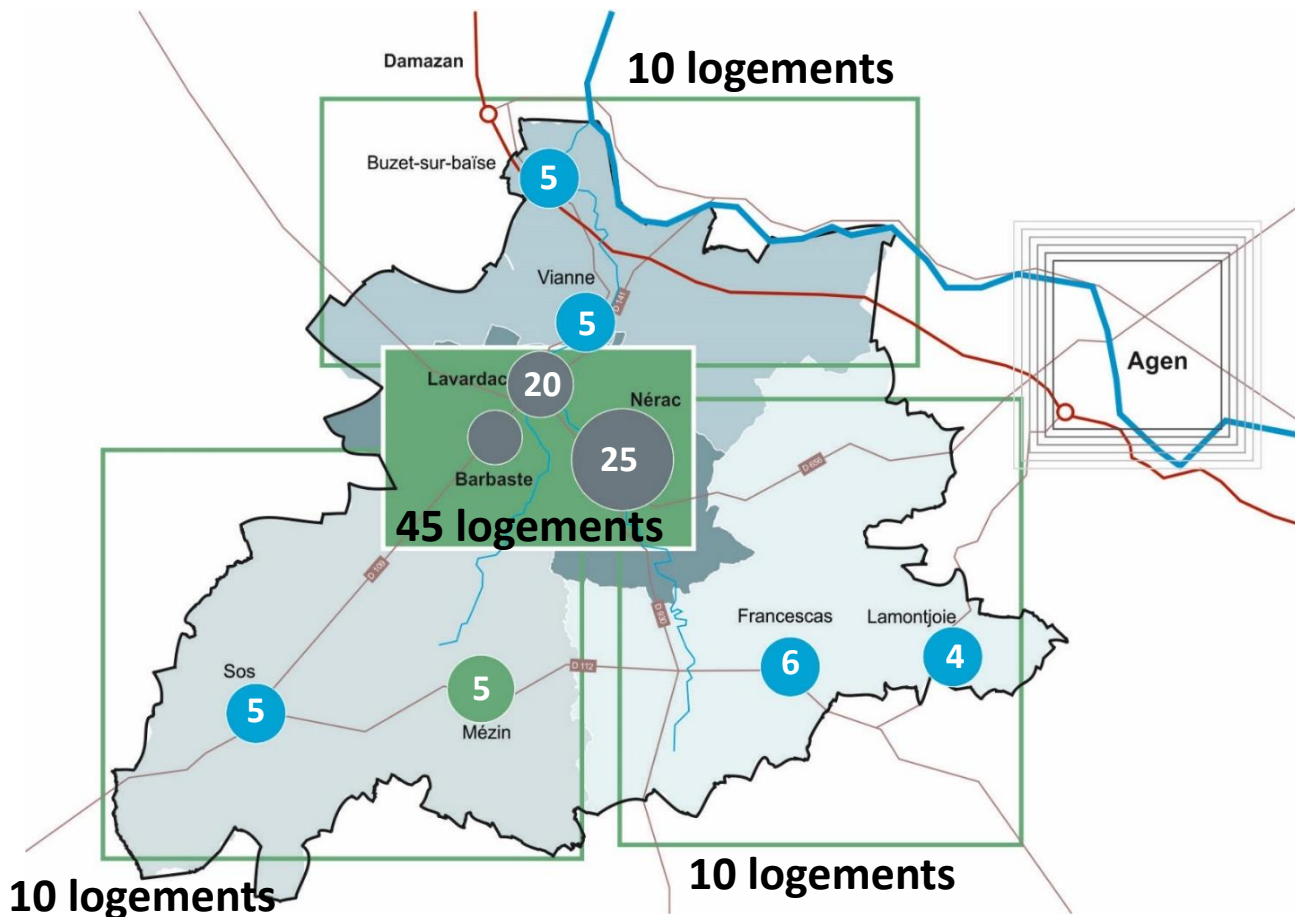 Damazan
10 logements
Buzet-sur-baïse
5
Vianne
D 141
5
Agen
Lavardac
20
Nérac
25
D 656
Barbaste
45 logements
D 109
D 930
Francescas
Lamontjoie
D 112
6
4
Sos
5
5
Mézin
10 logements
10 logements